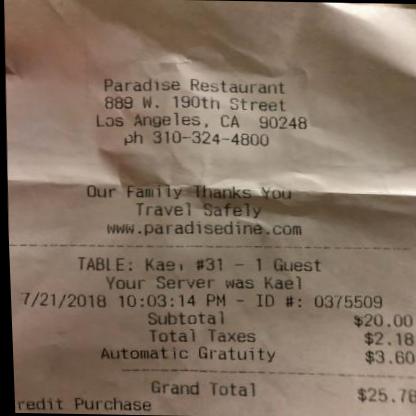 Paradise Restaurant
889 W. 190th Street
Los Angeles, CA 90248
ph 310-324-4800
Our Family Thanks You
Travel Safely
www.paradisedine.com
TABLE: Kael #31 - 1 Guest
Your Server was Kael
7/21/2018 10:03:14 PM - ID #: 0375509
Subtotal $20.00
Total Taxes $2.18
Automatic Gratuity $3.60
Grand Total $25.78
redit Purchase